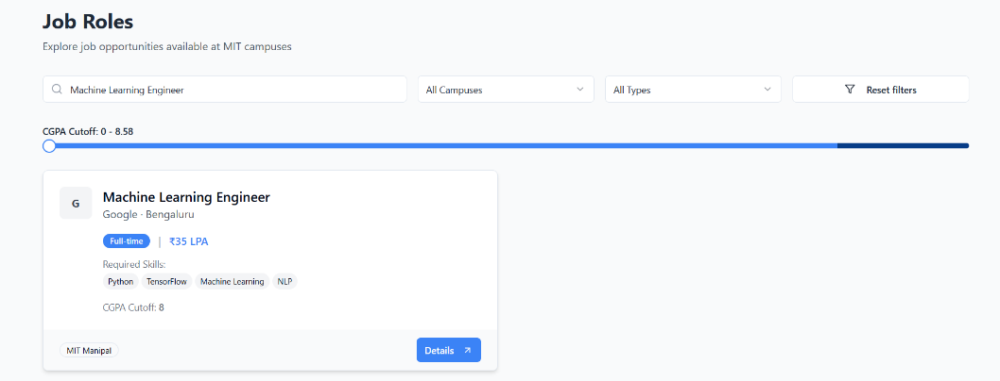 Job Roles
Explore job opportunities available at MIT campuses
Machine Learning Engineer
All Campuses
All Types
Reset filters
CGPA Cutoff: 0 - 8.58
G
Machine Learning Engineer
Google · Bengaluru
Full-time | ₹35 LPA
Required Skills:
Python TensorFlow Machine Learning NLP
CGPA Cutoff: 8
MIT Manipal
Details